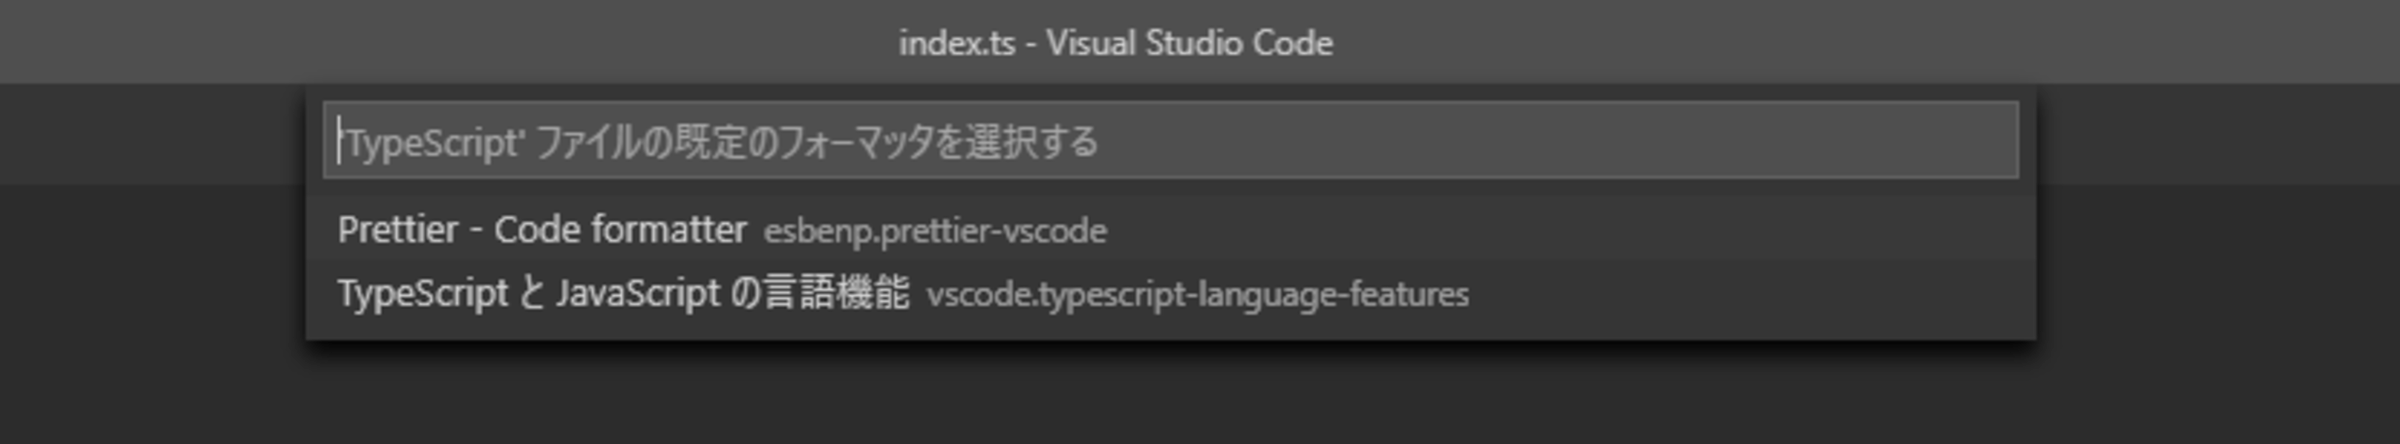 index.ts - Visual Studio Code
'TypeScript' ファイルの既定のフォーマッタを選択する
Prettier - Code formatter esbenp.prettier-vscode
TypeScript と JavaScript の言語機能 vscode.typescript-language-features